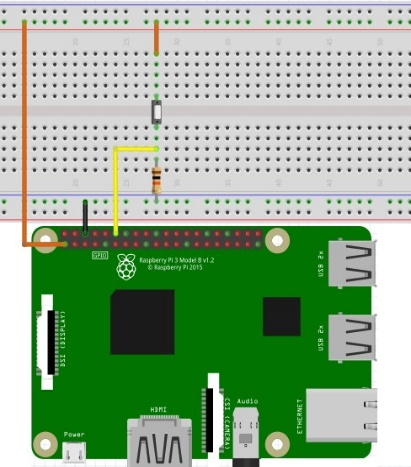 GPIO
Raspberry Pi 3 Model B v1.2
© Raspberry Pi 2015
USB 2x
DSI (DISPLAY)
USB 2x
HDMI
CSI (CAMERA)
Audio
ETHERNET
Power